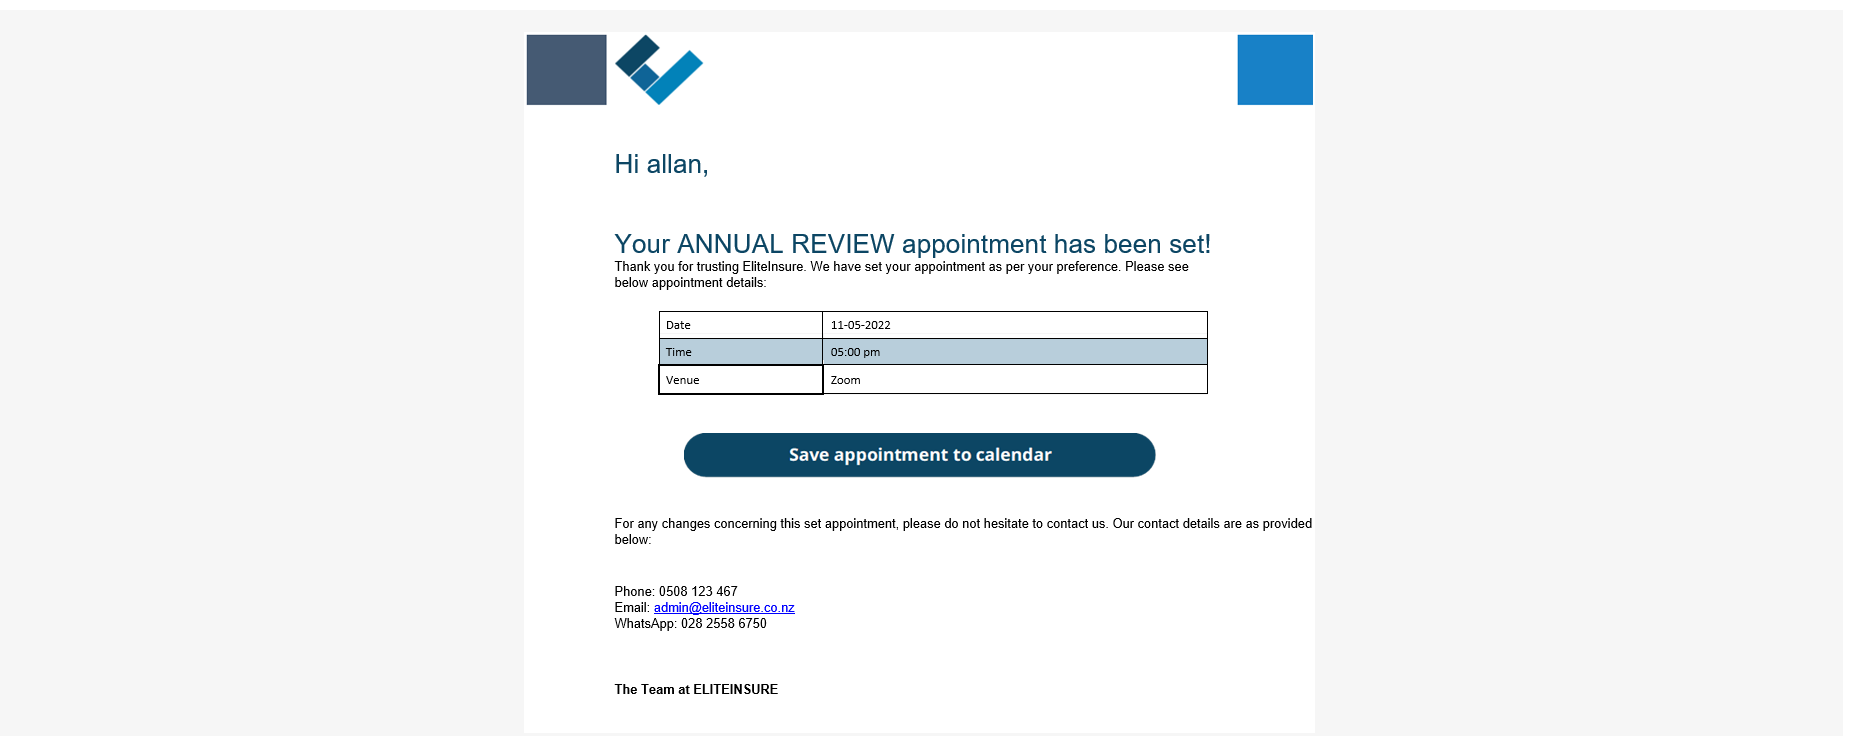 Hi allan,
Your ANNUAL REVIEW appointment has been set!
Thank you for trusting EliteInsure. We have set your appointment as per your preference. Please see
below appointment details:
Date 11-05-2022
Time 05:00 pm
Venue Zoom
Save appointment to calendar
For any changes concerning this set appointment, please do not hesitate to contact us. Our contact details are as provided
below:
Phone: 0508 123 467
Email: admin@eliteinsure.co.nz
WhatsApp: 028 2558 6750
The Team at ELITEINSURE